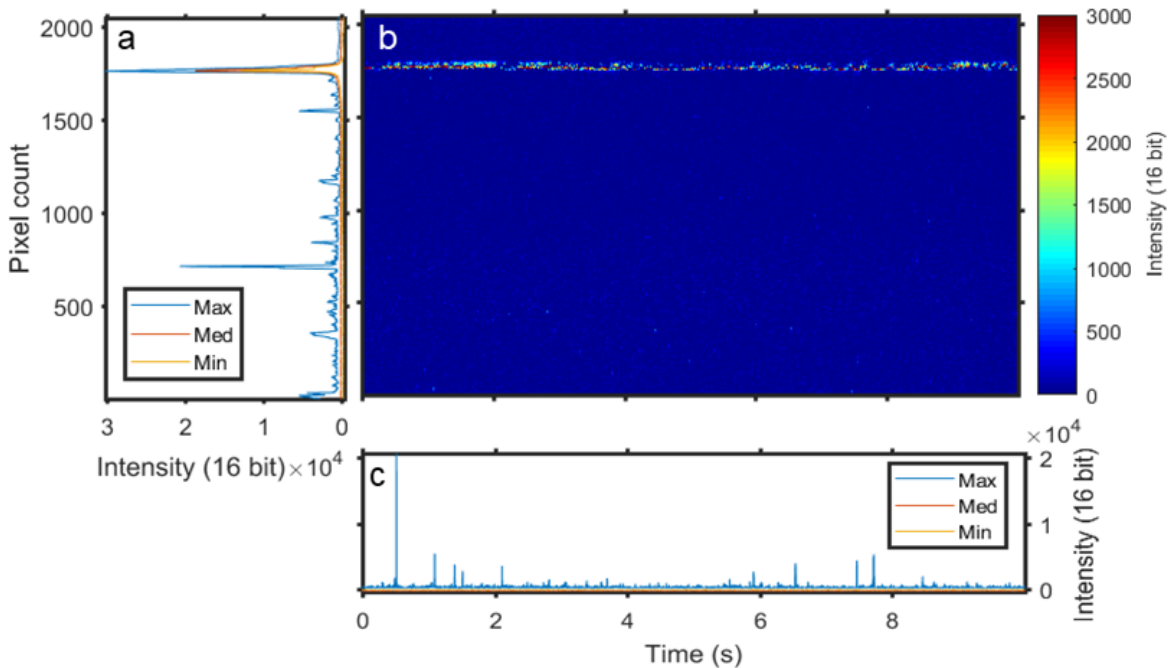 a
2000
1500
1000
500
Pixel count
Max
Med
Min
3 2 1 0
Intensity (16 bit) ×10⁴
b
3000
2500
2000
1500
1000
500
0
Intensity (16 bit)
c
Max
Med
Min
×10⁴
2
1
0
Intensity (16 bit)
0 2 4 6 8
Time (s)